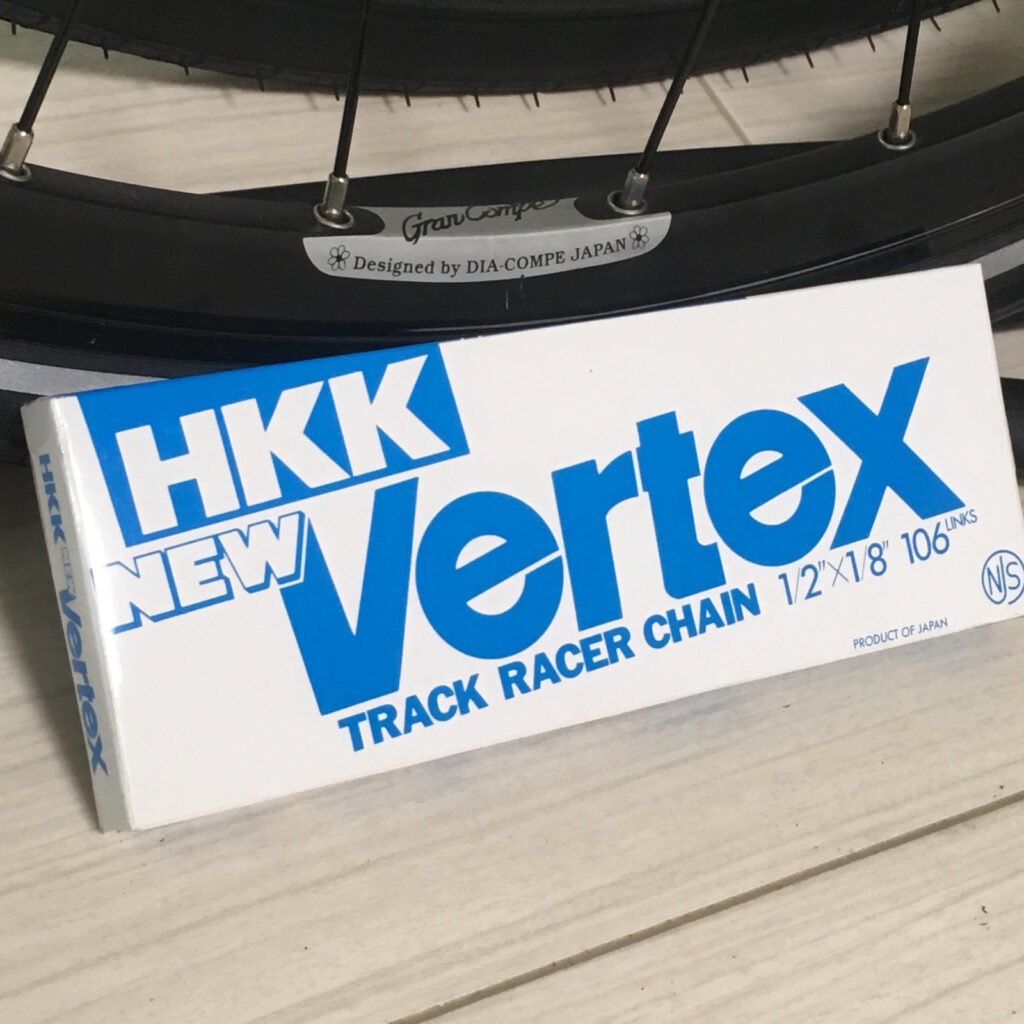 Gran Compe
Designed by DIA-COMPE JAPAN
HKK
NEW Vertex
TRACK RACER CHAIN 1/2"×1/8" 106 LINKS
NJS
PRODUCT OF JAPAN
HKK NEW Vertex